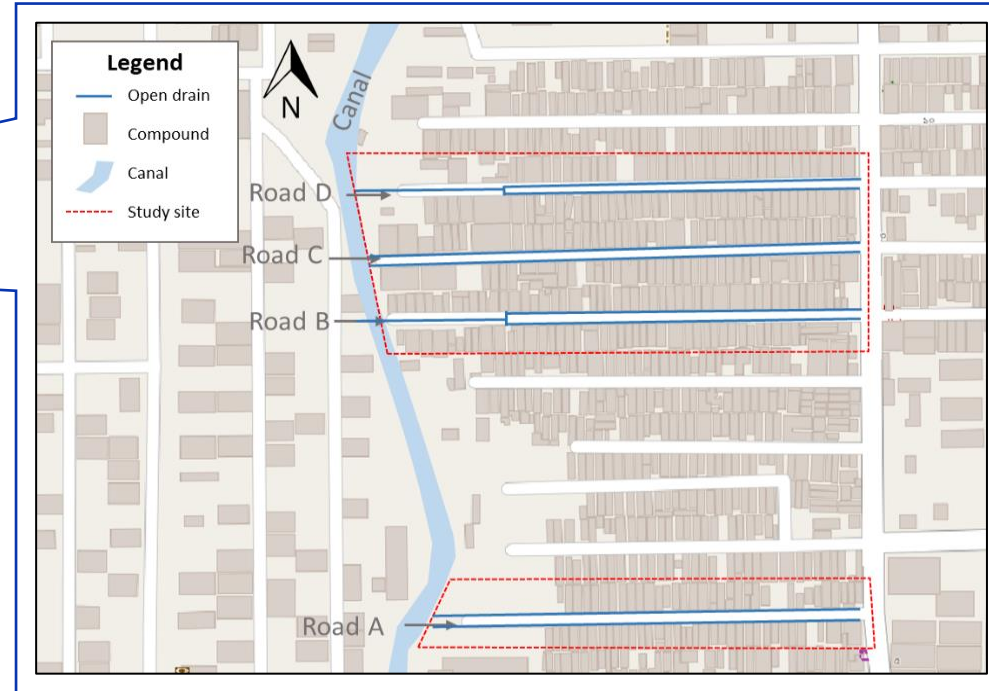 Legend
Open drain
Compound
Canal
Study site
N
Canal
Road D
Road C
Road B
Road A